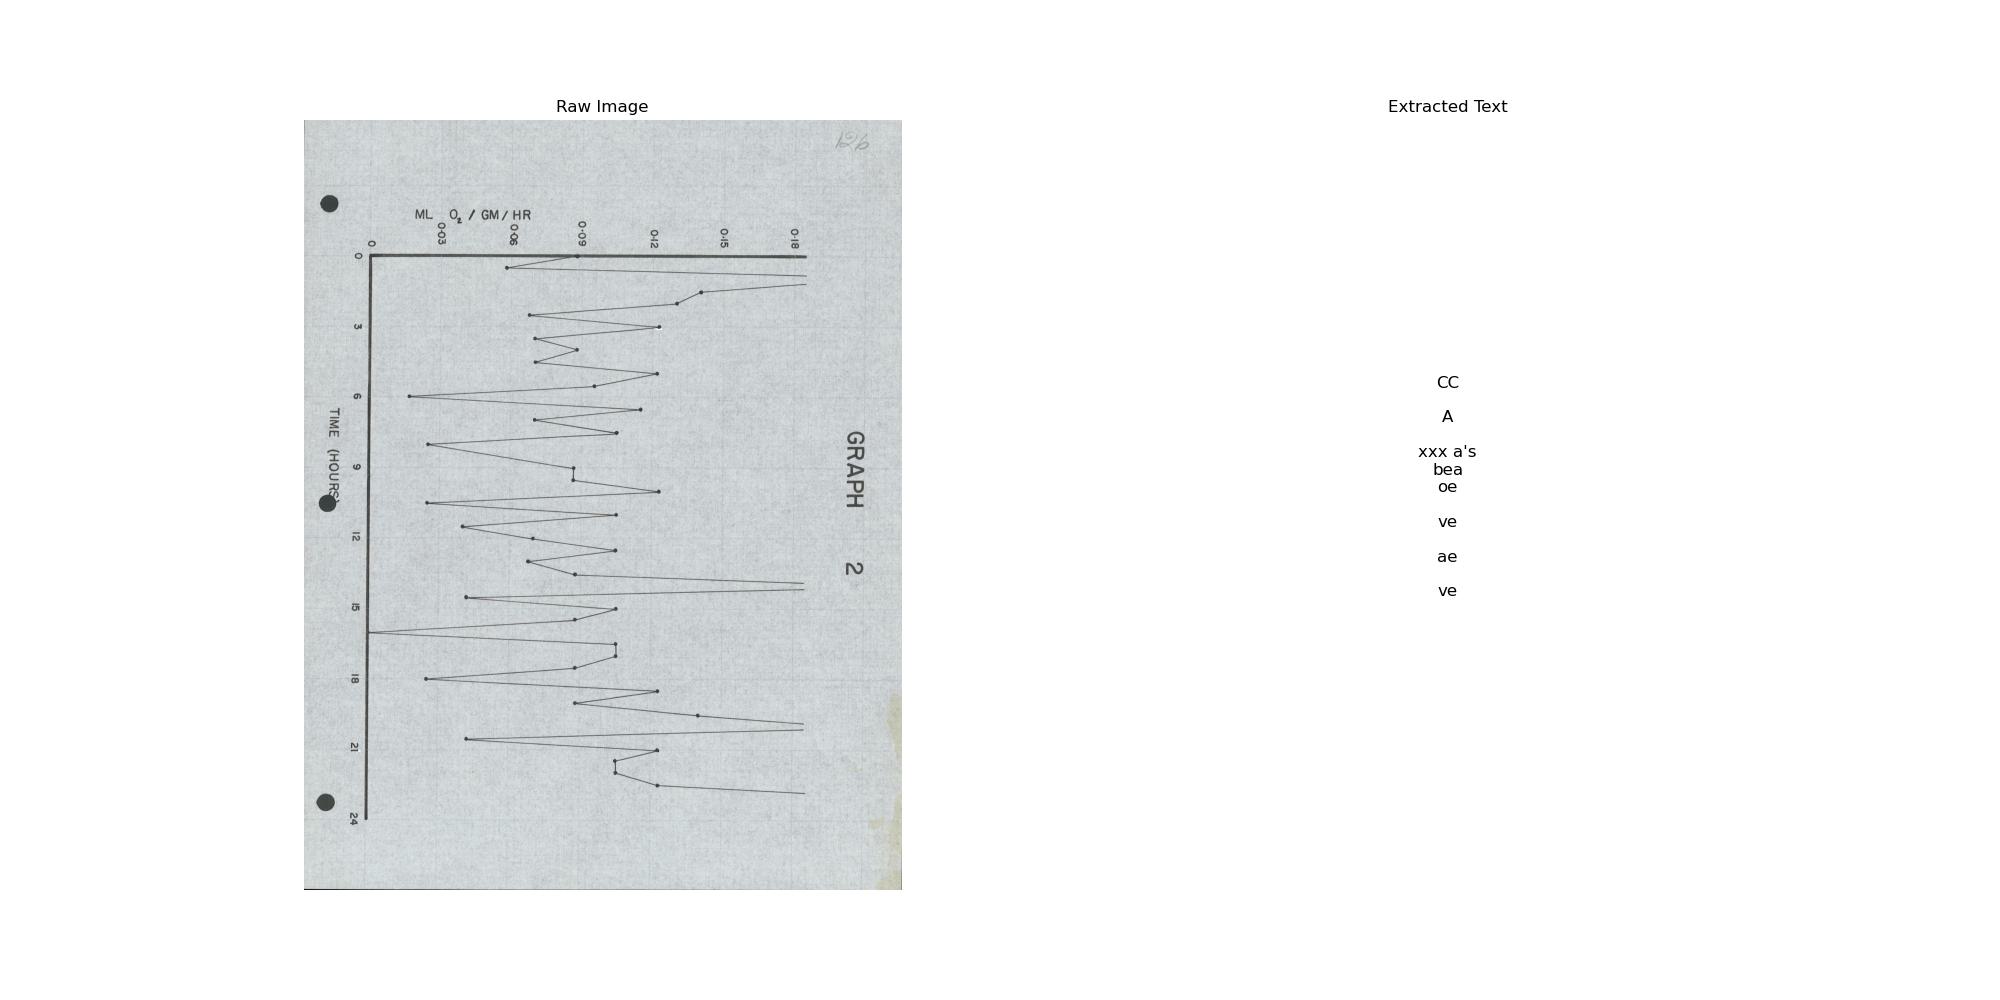 Raw Image
126
ML O₂ / GM / HR
0 0·03 0·06 0·09 0·12 0·15 0·18
0
3
6
9
12
15
18
21
24
TIME (HOURS)
GRAPH 2
Extracted Text
CC
A
xxx a's
bea
oe
ve
ae
ve